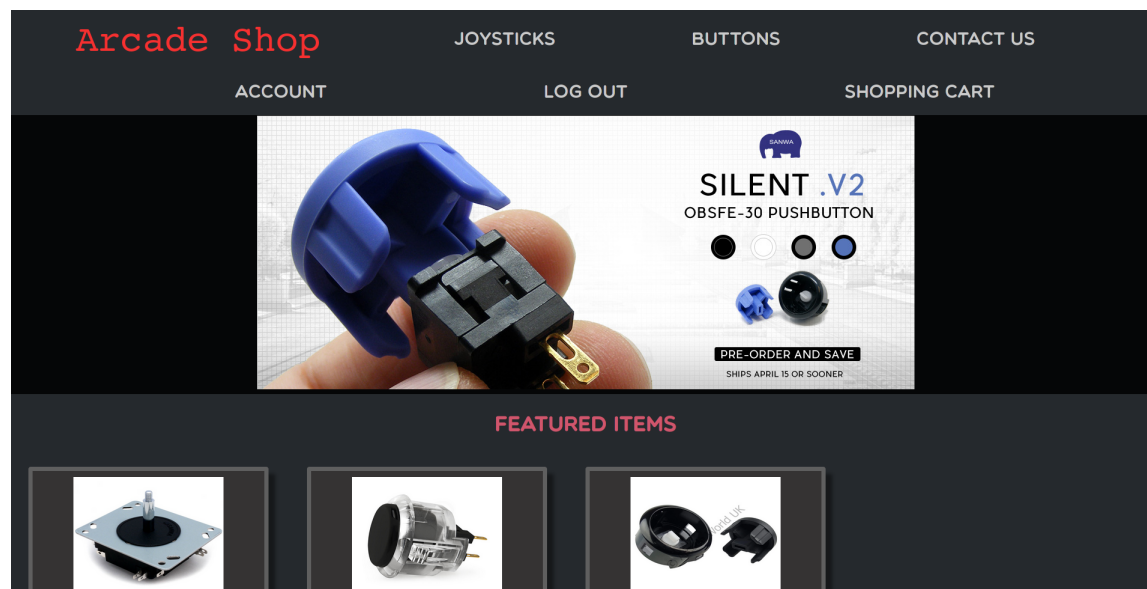 Arcade Shop
JOYSTICKS
BUTTONS
CONTACT US
ACCOUNT
LOG OUT
SHOPPING CART
SANWA
SILENT .V2
OBSFE-30 PUSHBUTTON
PRE-ORDER AND SAVE
SHIPS APRIL 15 OR SOONER
FEATURED ITEMS
UK